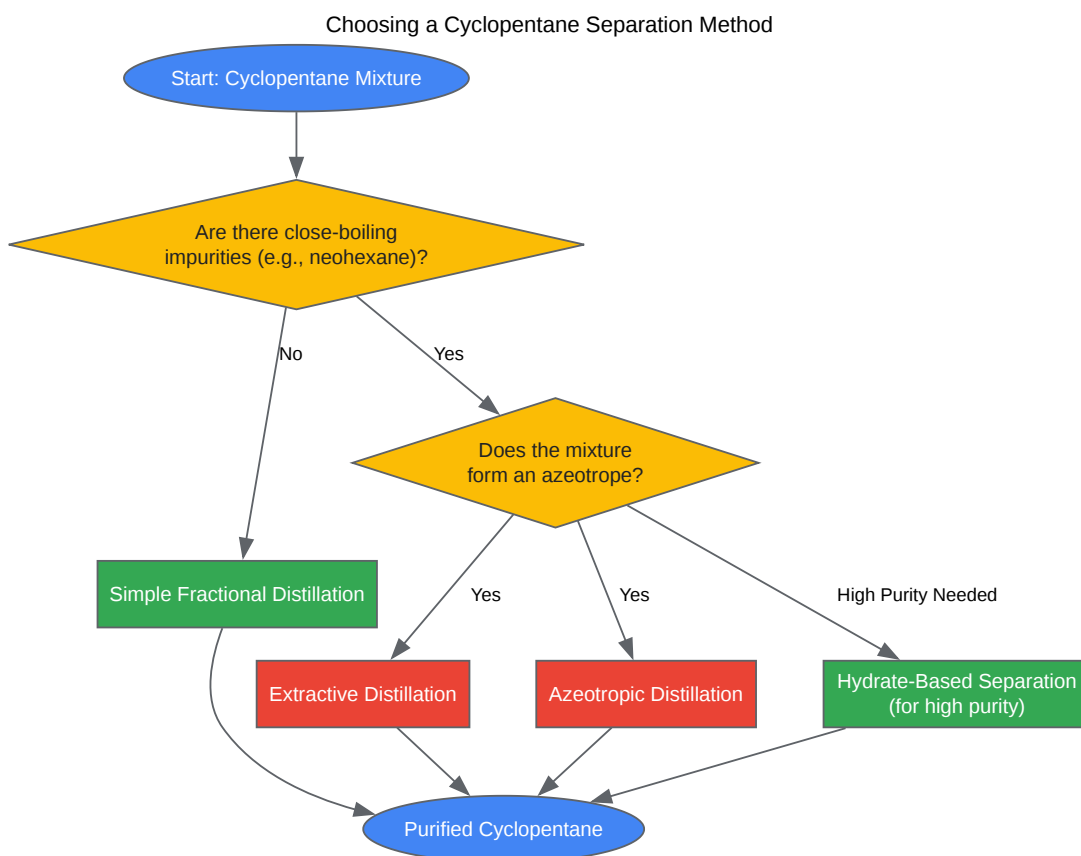 Choosing a Cyclopentane Separation Method
Start: Cyclopentane Mixture
Are there close-boiling
impurities (e.g., neohexane)?
No
Yes
Does the mixture
form an azeotrope?
Simple Fractional Distillation
Yes
Yes
High Purity Needed
Extractive Distillation
Azeotropic Distillation
Hydrate-Based Separation
(for high purity)
Purified Cyclopentane